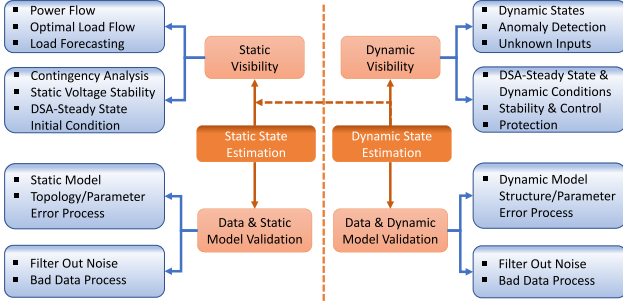 ▪ Power Flow
▪ Optimal Load Flow
▪ Load Forecasting
▪ Contingency Analysis
▪ Static Voltage Stability
▪ DSA-Steady State
Initial Condition
Static
Visibility
Dynamic
Visibility
▪ Dynamic States
▪ Anomaly Detection
▪ Unknown Inputs
▪ DSA-Steady State &
Dynamic Conditions
▪ Stability & Control
▪ Protection
Static State
Estimation
Dynamic State
Estimation
▪ Static Model
▪ Topology/Parameter
Error Process
▪ Filter Out Noise
▪ Bad Data Process
Data & Static
Model Validation
Data & Dynamic
Model Validation
▪ Dynamic Model
Structure/Parameter
Error Process
▪ Filter Out Noise
▪ Bad Data Process